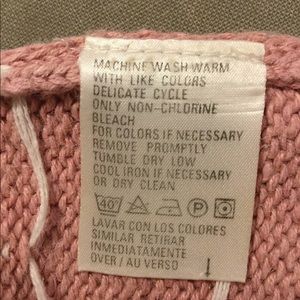 MACHINE WASH WARM
WITH LIKE COLORS
DELICATE CYCLE
ONLY NON-CHLORINE
BLEACH
FOR COLORS IF NECESSARY
REMOVE PROMPTLY
TUMBLE DRY LOW
COOL IRON IF NECESSARY
OR DRY CLEAN
40° P
LAVAR CON LOS COLORES
SIMILAR RETIRAR
INMEDIATAMENTE
OVER / AU VERSO